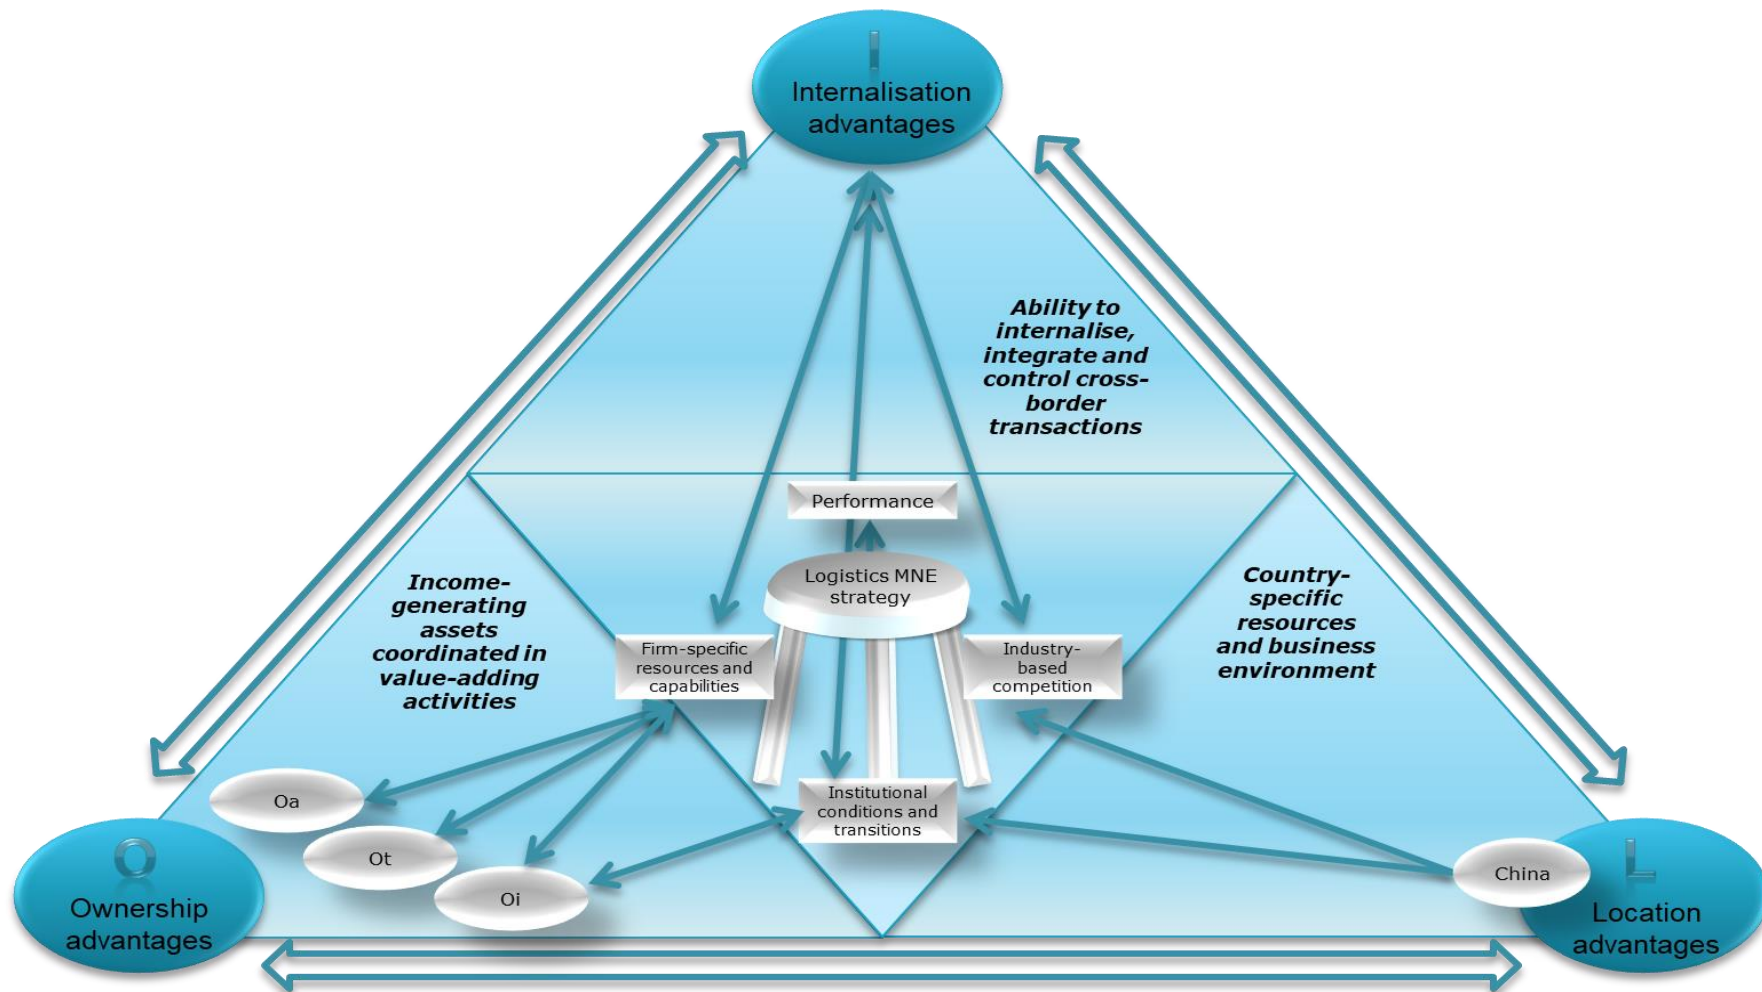 I
Internalisation
advantages
Ability to
internalise,
integrate and
control cross-
border
transactions
Performance
Logistics MNE
strategy
Income-
generating
assets
coordinated in
value-adding
activities
Country-
specific
resources
and business
environment
Firm-specific
resources and
capabilities
Industry-
based
competition
Institutional
conditions and
transitions
Oa
Ot
Oi
O
Ownership
advantages
China
L
Location
advantages